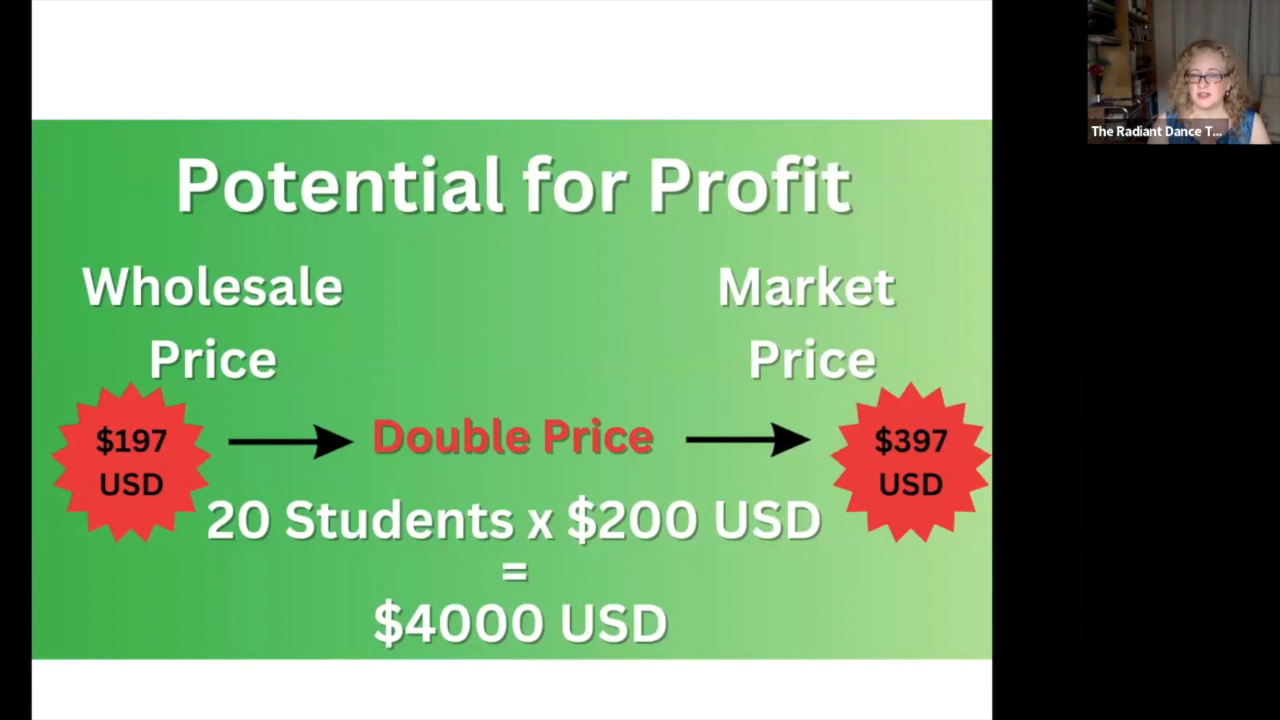 Potential for Profit
Wholesale
Price
Market
Price
$197
USD
Double Price
$397
USD
20 Students x $200 USD
=
$4000 USD
The Radiant Dance T...